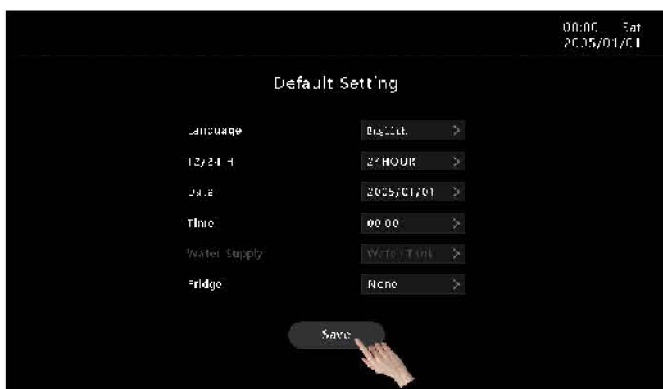 00:00 Sat
2005/01/01
Default Setting
Language English >
12/24 H 24HOUR >
Date 2005/01/01 >
Time 00:00 >
Water Supply Water Tank >
Fridge None >
Save